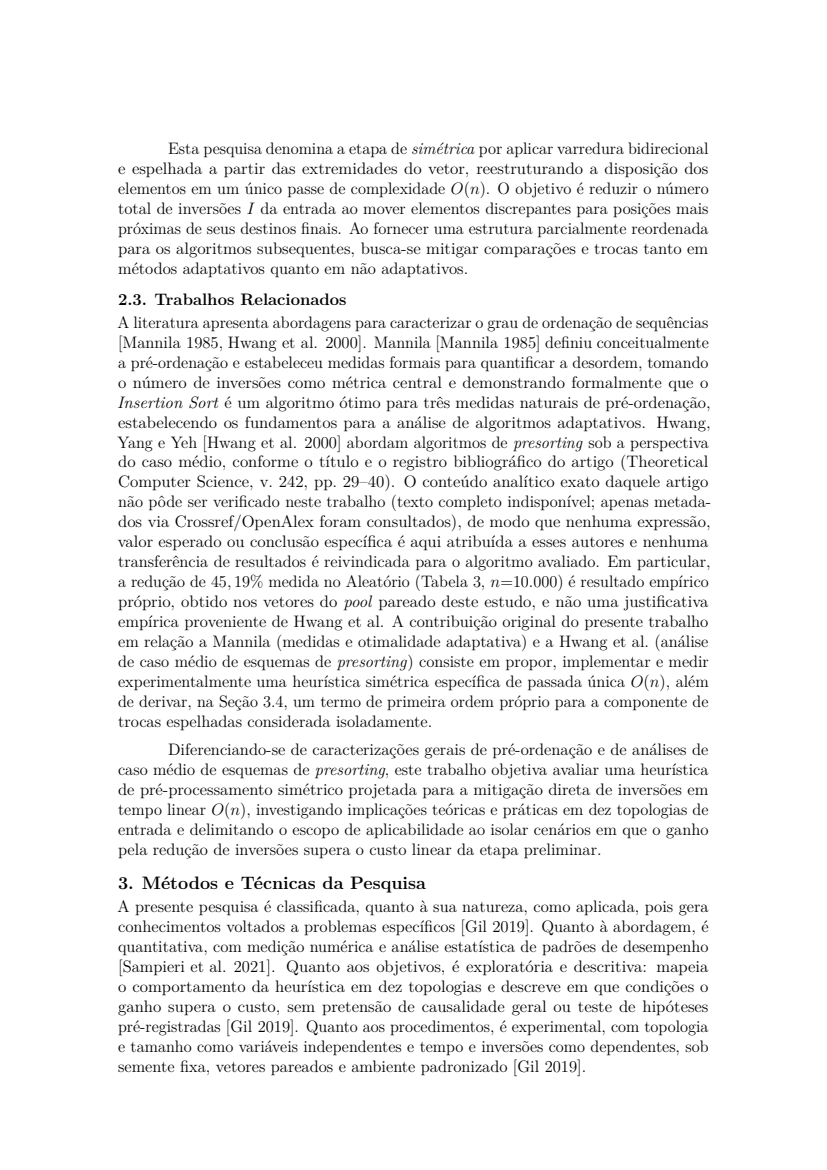 Esta pesquisa denomina a etapa de simétrica por aplicar varredura bidirecional
e espelhada a partir das extremidades do vetor, reestruturando a disposição dos
elementos em um único passe de complexidade O(n). O objetivo é reduzir o número
total de inversões I da entrada ao mover elementos discrepantes para posições mais
próximas de seus destinos finais. Ao fornecer uma estrutura parcialmente reordenada
para os algoritmos subsequentes, busca-se mitigar comparações e trocas tanto em
métodos adaptativos quanto em não adaptativos.
2.3. Trabalhos Relacionados
A literatura apresenta abordagens para caracterizar o grau de ordenação de sequências
[Mannila 1985, Hwang et al. 2000]. Mannila [Mannila 1985] definiu conceitualmente
a pré-ordenação e estabeleceu medidas formais para quantificar a desordem, tomando
o número de inversões como métrica central e demonstrando formalmente que o
Insertion Sort é um algoritmo ótimo para três medidas naturais de pré-ordenação,
estabelecendo os fundamentos para a análise de algoritmos adaptativos. Hwang,
Yang e Yeh [Hwang et al. 2000] abordam algoritmos de presorting sob a perspectiva
do caso médio, conforme o título e o registro bibliográfico do artigo (Theoretical
Computer Science, v. 242, pp. 29–40). O conteúdo analítico exato daquele artigo
não pôde ser verificado neste trabalho (texto completo indisponível; apenas metada-
dos via Crossref/OpenAlex foram consultados), de modo que nenhuma expressão,
valor esperado ou conclusão específica é aqui atribuída a esses autores e nenhuma
transferência de resultados é reivindicada para o algoritmo avaliado. Em particular,
a redução de 45,19% medida no Aleatório (Tabela 3, n=10.000) é resultado empírico
próprio, obtido nos vetores do pool pareado deste estudo, e não uma justificativa
empírica proveniente de Hwang et al. A contribuição original do presente trabalho
em relação a Mannila (medidas e otimalidade adaptativa) e a Hwang et al. (análise
de caso médio de esquemas de presorting) consiste em propor, implementar e medir
experimentalmente uma heurística simétrica específica de passada única O(n), além
de derivar, na Seção 3.4, um termo de primeira ordem próprio para a componente de
trocas espelhadas considerada isoladamente.
Diferenciando-se de caracterizações gerais de pré-ordenação e de análises de
caso médio de esquemas de presorting, este trabalho objetiva avaliar uma heurística
de pré-processamento simétrico projetada para a mitigação direta de inversões em
tempo linear O(n), investigando implicações teóricas e práticas em dez topologias de
entrada e delimitando o escopo de aplicabilidade ao isolar cenários em que o ganho
pela redução de inversões supera o custo linear da etapa preliminar.
3. Métodos e Técnicas da Pesquisa
A presente pesquisa é classificada, quanto à sua natureza, como aplicada, pois gera
conhecimentos voltados a problemas específicos [Gil 2019]. Quanto à abordagem, é
quantitativa, com medição numérica e análise estatística de padrões de desempenho
[Sampieri et al. 2021]. Quanto aos objetivos, é exploratória e descritiva: mapeia
o comportamento da heurística em dez topologias e descreve em que condições o
ganho supera o custo, sem pretensão de causalidade geral ou teste de hipóteses
pré-registradas [Gil 2019]. Quanto aos procedimentos, é experimental, com topologia
e tamanho como variáveis independentes e tempo e inversões como dependentes, sob
semente fixa, vetores pareados e ambiente padronizado [Gil 2019].